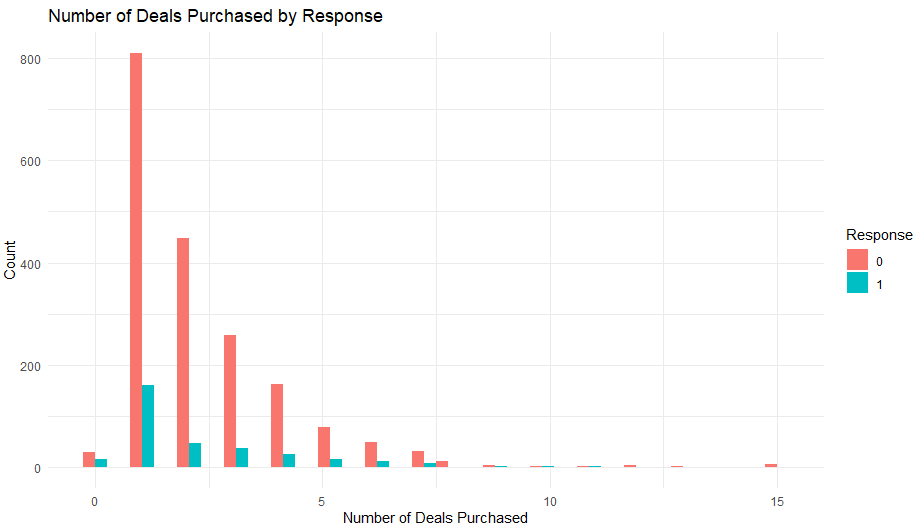 Number of Deals Purchased by Response
800
600
400
200
0
Count
0
5
10
15
Number of Deals Purchased
Response
0
1